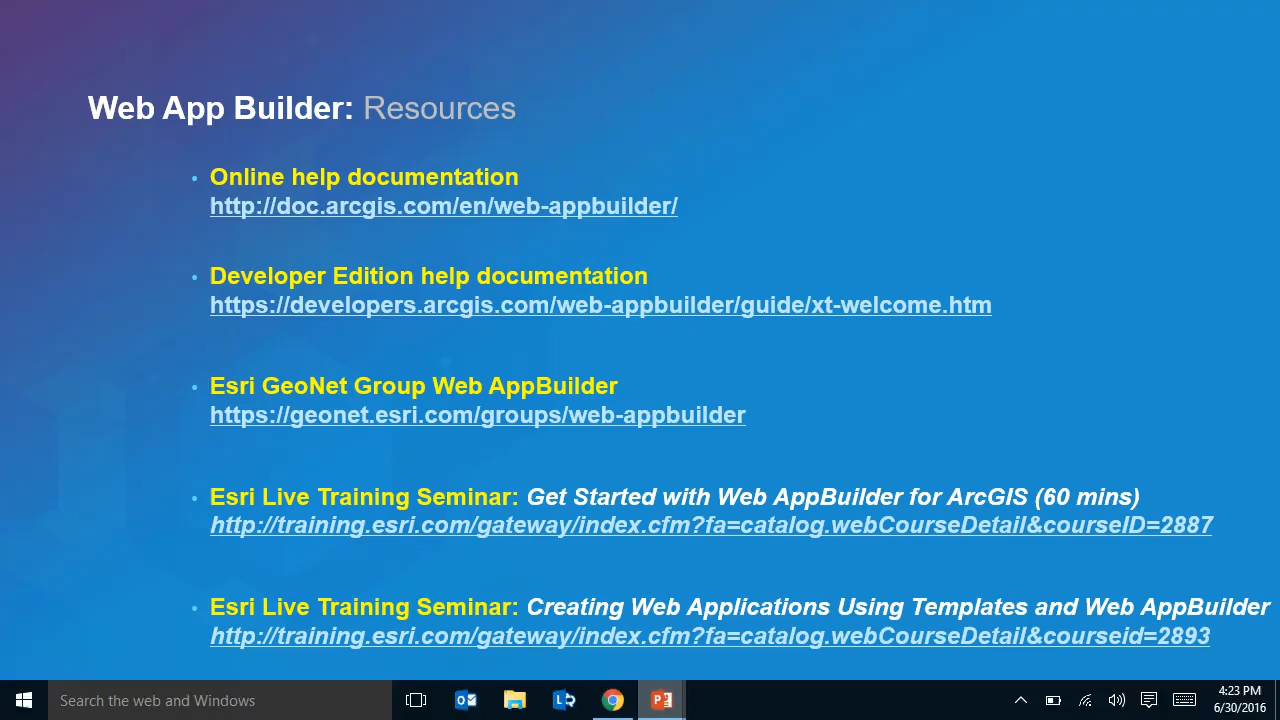 Web App Builder: Resources
• Online help documentation
http://doc.arcgis.com/en/web-appbuilder/
• Developer Edition help documentation
https://developers.arcgis.com/web-appbuilder/guide/xt-welcome.htm
• Esri GeoNet Group Web AppBuilder
https://geonet.esri.com/groups/web-appbuilder
• Esri Live Training Seminar: Get Started with Web AppBuilder for ArcGIS (60 mins)
http://training.esri.com/gateway/index.cfm?fa=catalog.webCourseDetail&courseID=2887
• Esri Live Training Seminar: Creating Web Applications Using Templates and Web AppBuilder
http://training.esri.com/gateway/index.cfm?fa=catalog.webCourseDetail&courseid=2893
Search the web and Windows
4:23 PM
6/30/2016